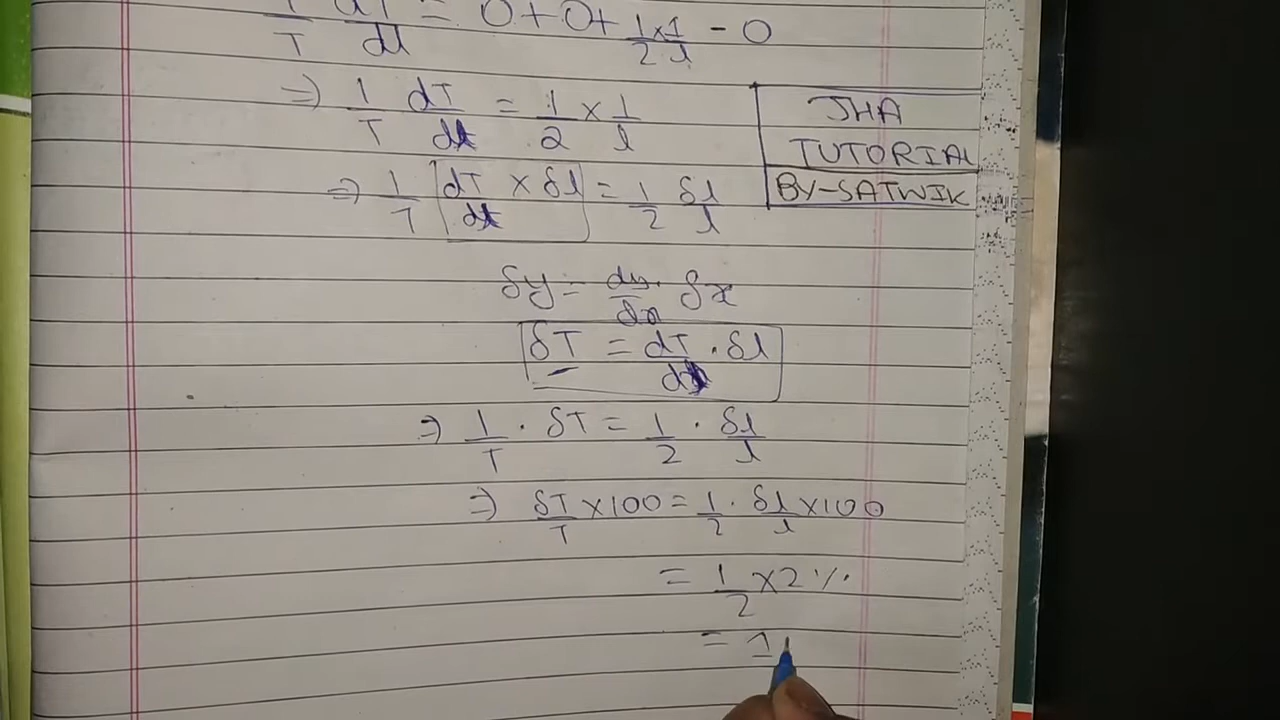 1/T dT/dl = 0+0+ 1/2 × 1/l - 0
⇒ 1/T dT/dl = 1/2 × 1/l
JHA
TUTORIAL
BY-SATWIK
⇒ 1/T dT/dl × δl = 1/2 δl/l
δy = dy/dx δx
δT = dT/dl · δl
⇒ 1/T · δT = 1/2 · δl/l
⇒ δT/T ×100 = 1/2 · δl/l ×100
= 1/2 × 2%
= 1